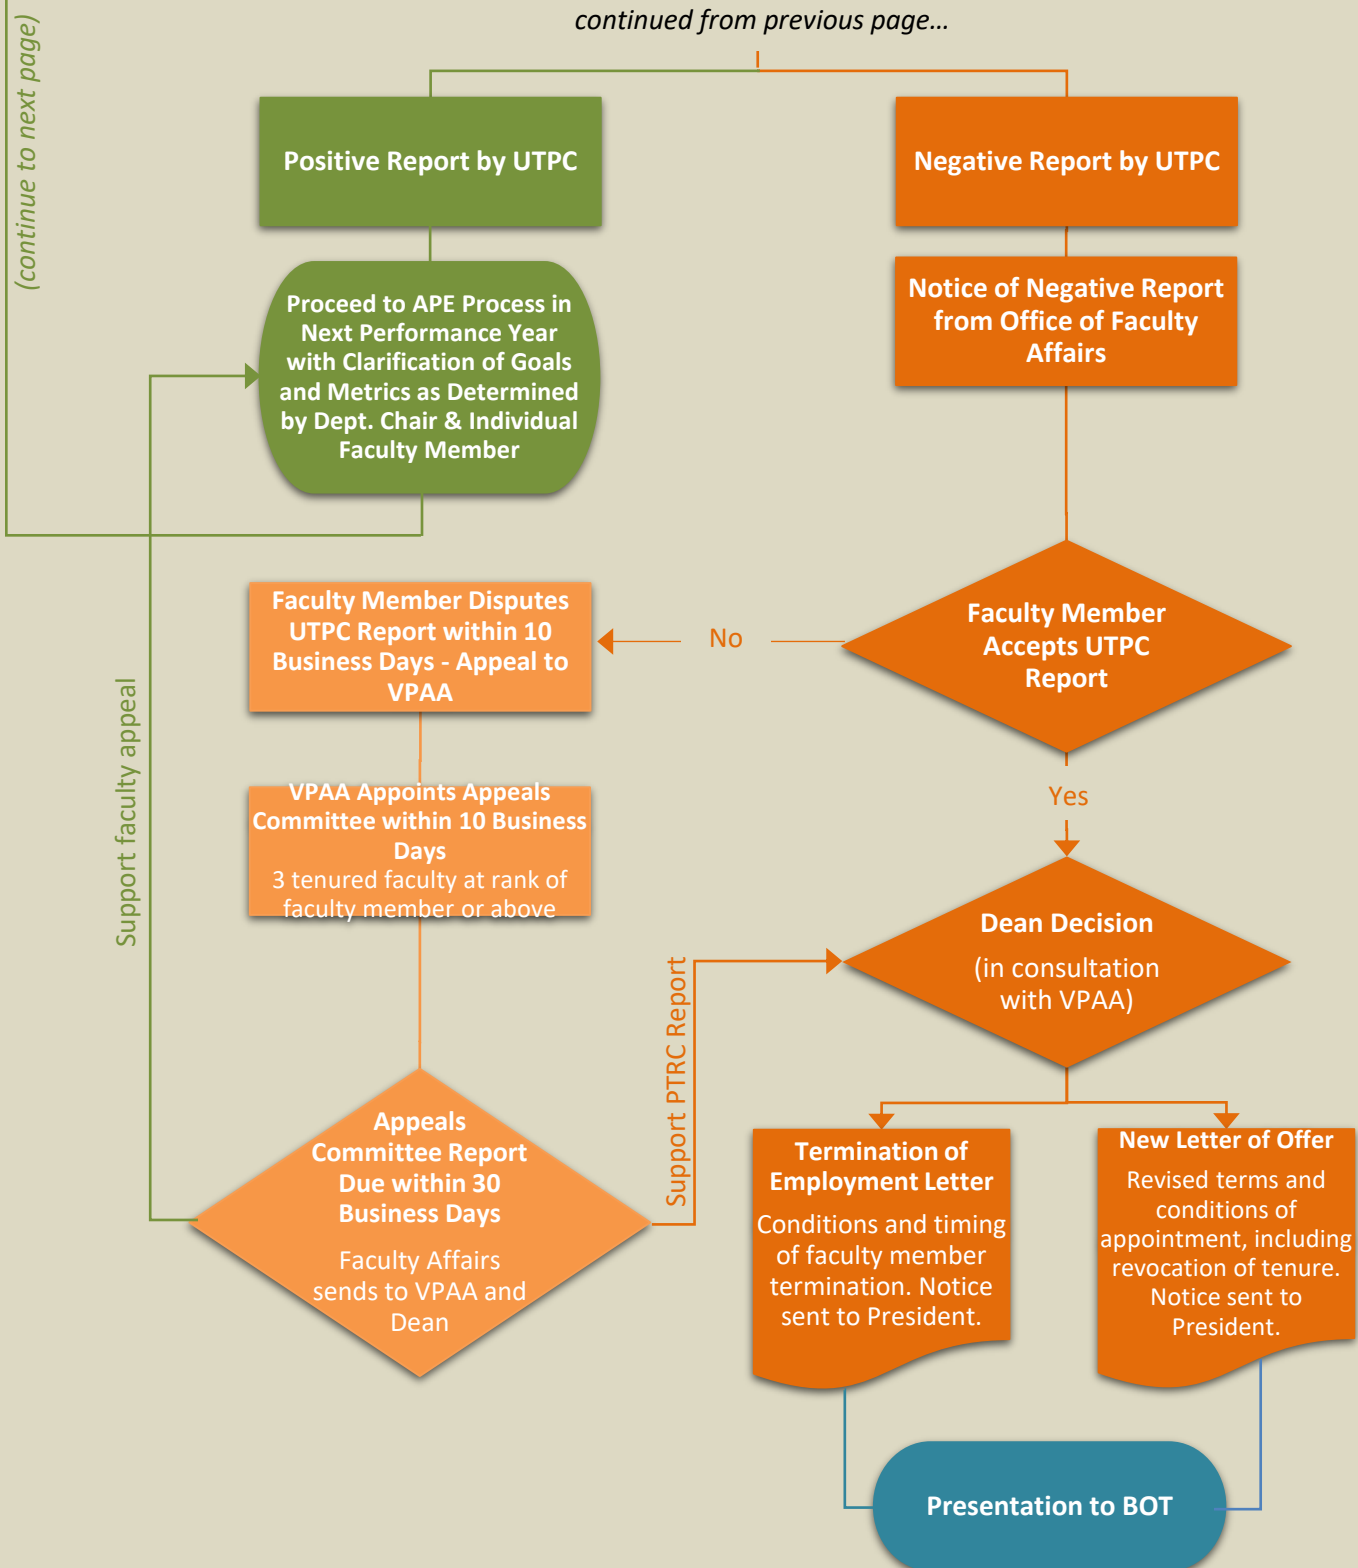 continued from previous page…
(continue to next page)
Positive Report by UTPC
Negative Report by UTPC
Proceed to APE Process in
Next Performance Year
with Clarification of Goals
and Metrics as Determined
by Dept. Chair & Individual
Faculty Member
Notice of Negative Report
from Office of Faculty
Affairs
Faculty Member
Accepts UTPC
Report
No
Faculty Member Disputes
UTPC Report within 10
Business Days - Appeal to
VPAA
Support faculty appeal
VPAA Appoints Appeals
Committee within 10 Business
Days
3 tenured faculty at rank of
faculty member or above
Yes
Dean Decision
(in consultation
with VPAA)
Support PTRC Report
Appeals
Committee Report
Due within 30
Business Days
Faculty Affairs
sends to VPAA and
Dean
Termination of
Employment Letter
Conditions and timing
of faculty member
termination. Notice
sent to President.
New Letter of Offer
Revised terms and
conditions of
appointment, including
revocation of tenure.
Notice sent to
President.
Presentation to BOT